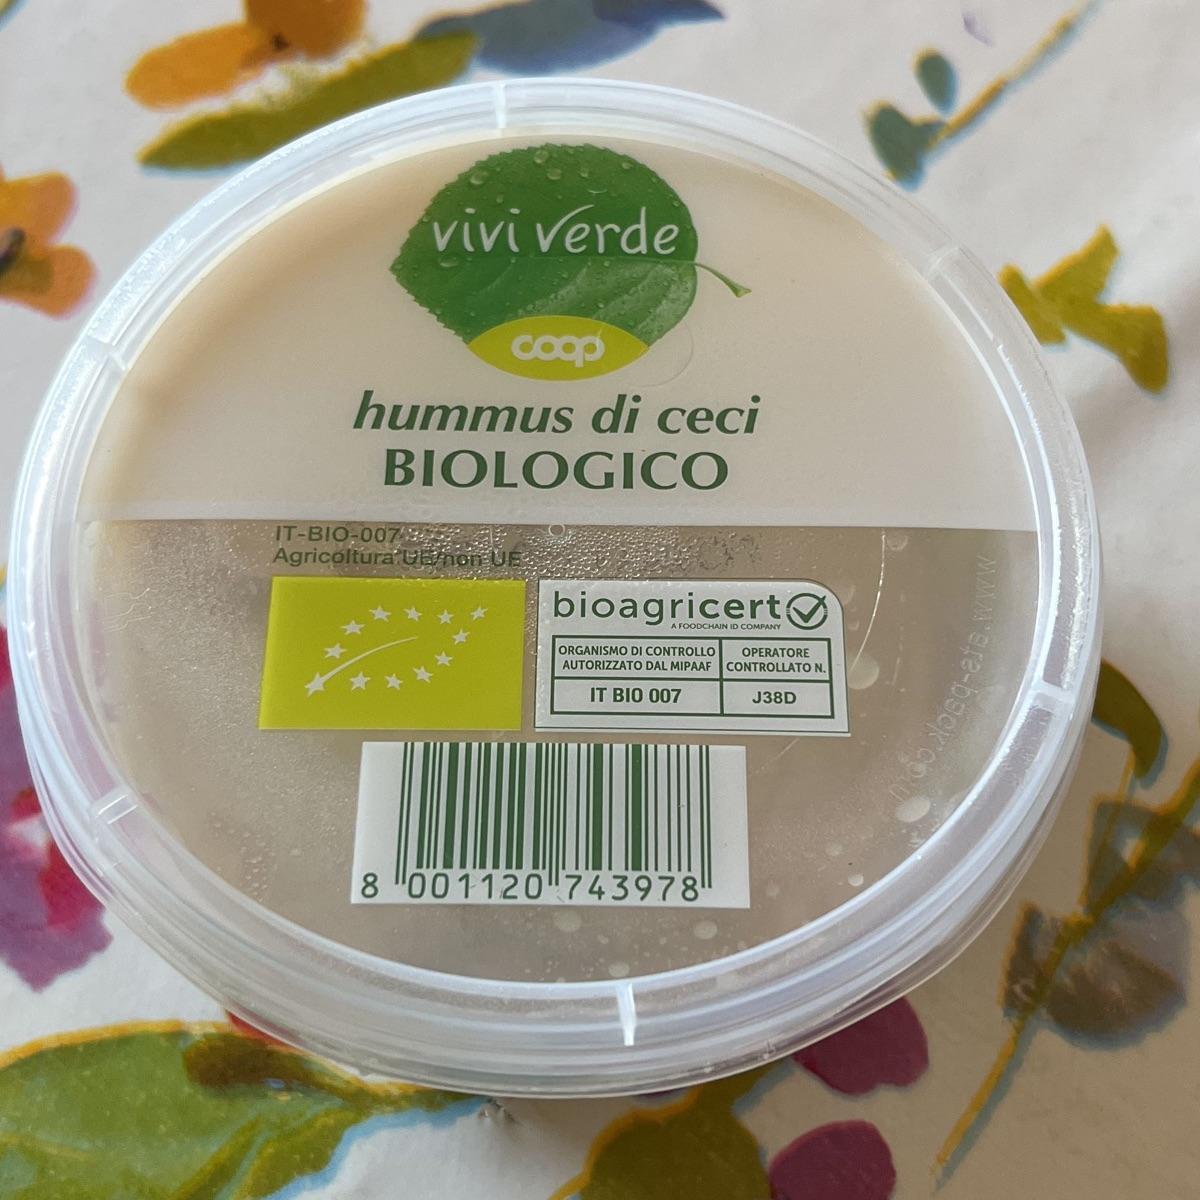 vivi verde
coop
hummus di ceci
BIOLOGICO
IT-BIO-007
Agricoltura UE/non UE
bioagricert
A FOODCHAIN ID COMPANY
ORGANISMO DI CONTROLLO
AUTORIZZATO DAL MIPAAF
OPERATORE
CONTROLLATO N.
IT BIO 007
J38D
8 001120 743978